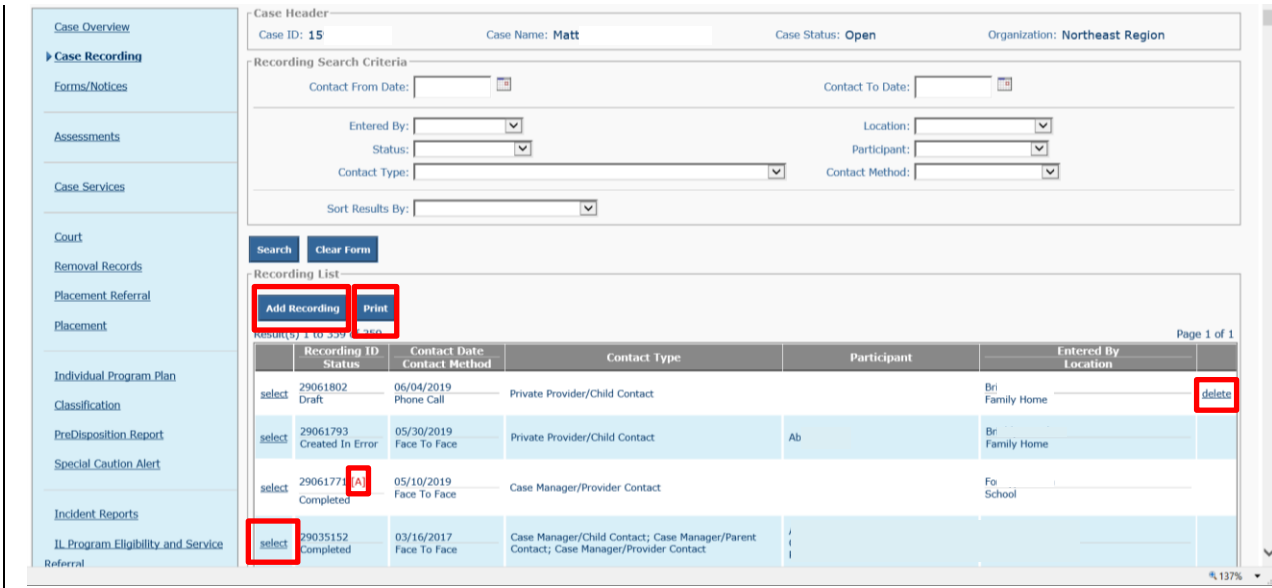 Case Overview
Case Recording
Forms/Notices
Assessments
Case Services
Court
Removal Records
Placement Referral
Placement
Individual Program Plan
Classification
PreDisposition Report
Special Caution Alert
Incident Reports
IL Program Eligibility and Service
Referral
Case Header
Case ID: 15 Case Name: Matt Case Status: Open Organization: Northeast Region
Recording Search Criteria
Contact From Date: Contact To Date:
Entered By: Location:
Status: Participant:
Contact Type: Contact Method:
Sort Results By:
Search Clear Form
Recording List
Add Recording Print
Result(s) 1 to 359 of 359 Page 1 of 1
Recording ID Contact Date Contact Type Participant Entered By
Status Contact Method Location
select 29061802 06/04/2019 Private Provider/Child Contact Bri delete
Draft Phone Call Family Home
select 29061793 05/30/2019 Private Provider/Child Contact Ab Br
Created In Error Face To Face Family Home
select 29061771 [A] 05/10/2019 Case Manager/Provider Contact Fo
Completed Face To Face School
select 29035152 03/16/2017 Case Manager/Child Contact; Case Manager/Parent
Completed Face To Face Contact; Case Manager/Provider Contact
137%